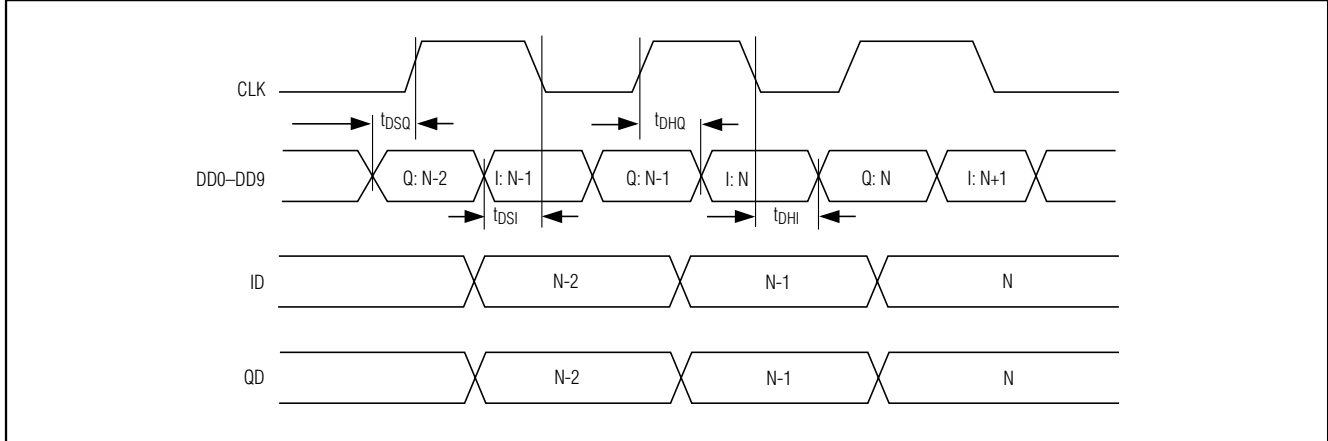 CLK
tDSQ
tDHQ
DD0–DD9
Q: N-2
I: N-1
Q: N-1
I: N
Q: N
I: N+1
tDSI
tDHI
ID
N-2
N-1
N
QD
N-2
N-1
N